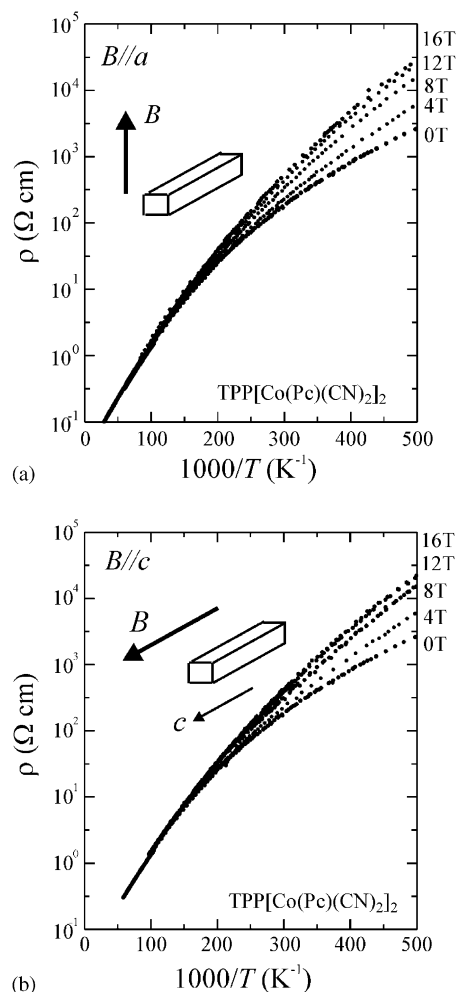 10^5
16T
B//a
12T
8T
10^4
4T
B
0T
10^3
ρ (Ω cm)
10^2
10^1
10^0
TPP[Co(Pc)(CN)₂]₂
10^-1
0 100 200 300 400 500
(a)
1000/T (K^-1)
10^5
16T
B//c
12T
8T
10^4
B
4T
0T
10^3
c
ρ (Ω cm)
10^2
10^1
10^0
TPP[Co(Pc)(CN)₂]₂
10^-1
0 100 200 300 400 500
(b)
1000/T (K^-1)